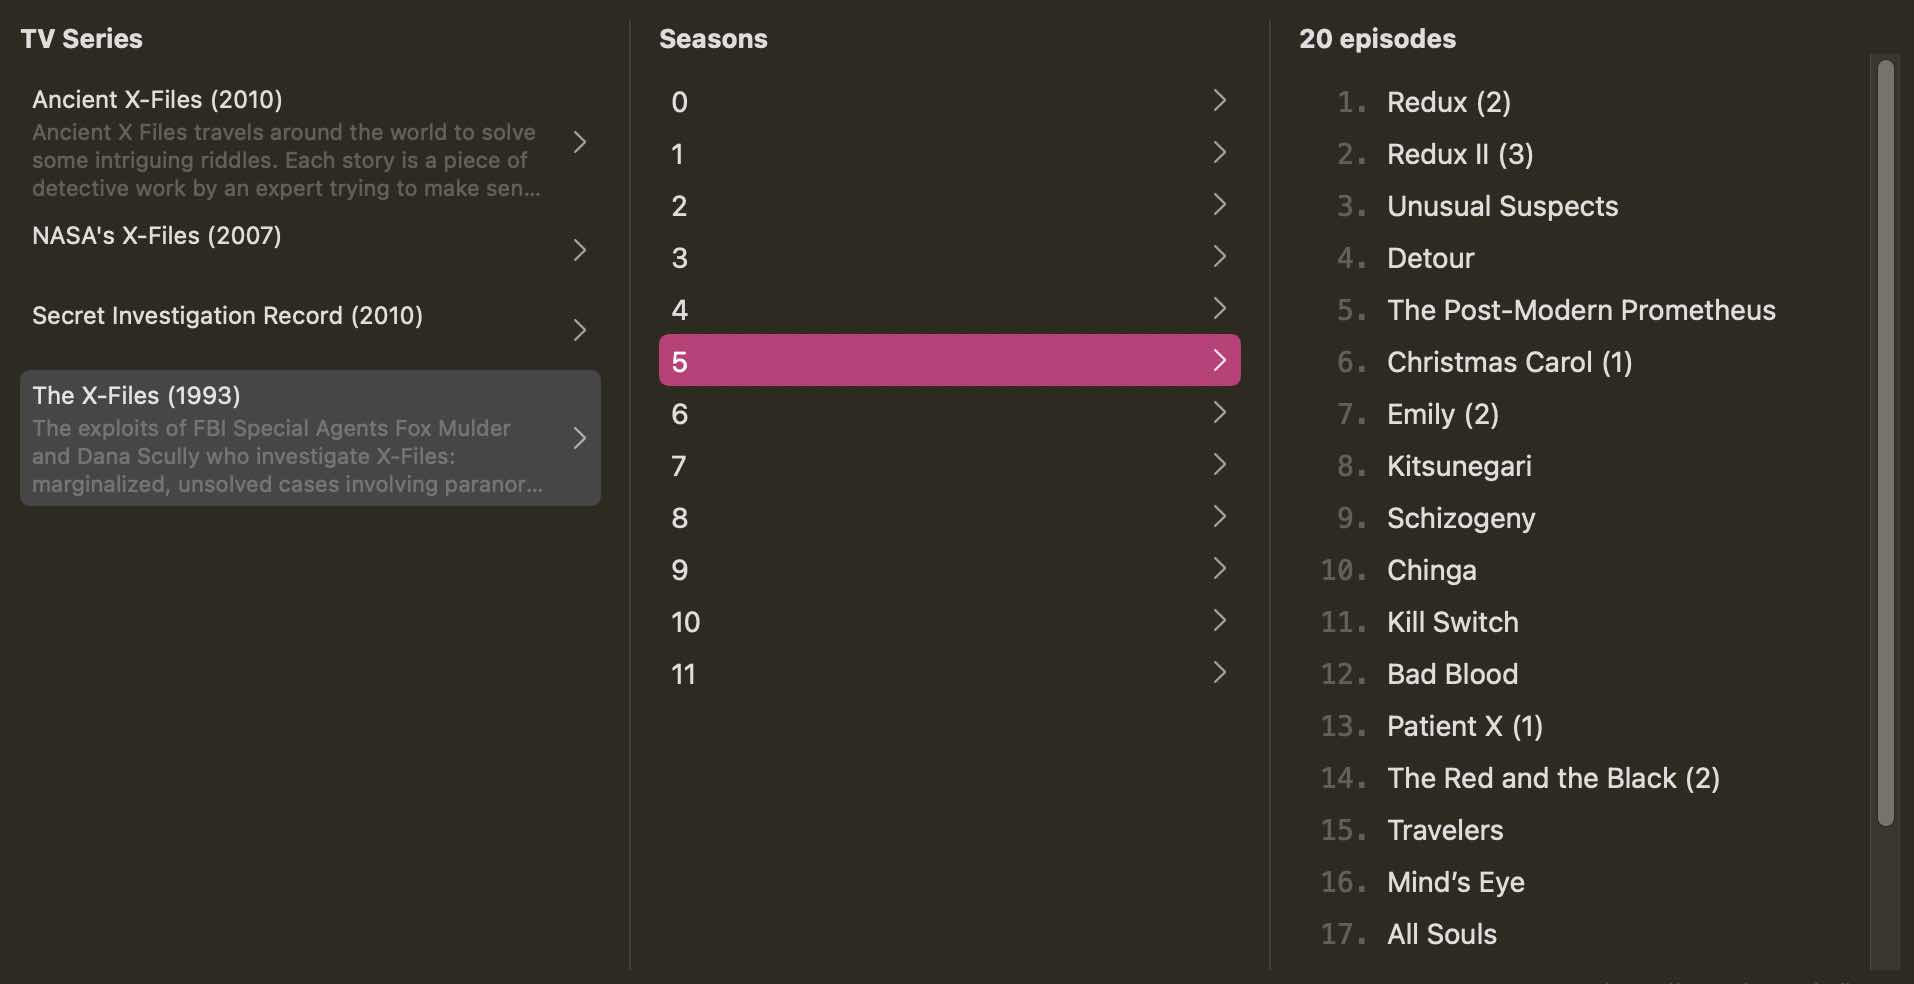 TV Series
Ancient X-Files (2010)
Ancient X Files travels around the world to solve
some intriguing riddles. Each story is a piece of
detective work by an expert trying to make sen...
NASA's X-Files (2007)
Secret Investigation Record (2010)
The X-Files (1993)
The exploits of FBI Special Agents Fox Mulder
and Dana Scully who investigate X-Files:
marginalized, unsolved cases involving paranor...
Seasons
0
1
2
3
4
5
6
7
8
9
10
11
20 episodes
1. Redux (2)
2. Redux II (3)
3. Unusual Suspects
4. Detour
5. The Post-Modern Prometheus
6. Christmas Carol (1)
7. Emily (2)
8. Kitsunegari
9. Schizogeny
10. Chinga
11. Kill Switch
12. Bad Blood
13. Patient X (1)
14. The Red and the Black (2)
15. Travelers
16. Mind’s Eye
17. All Souls